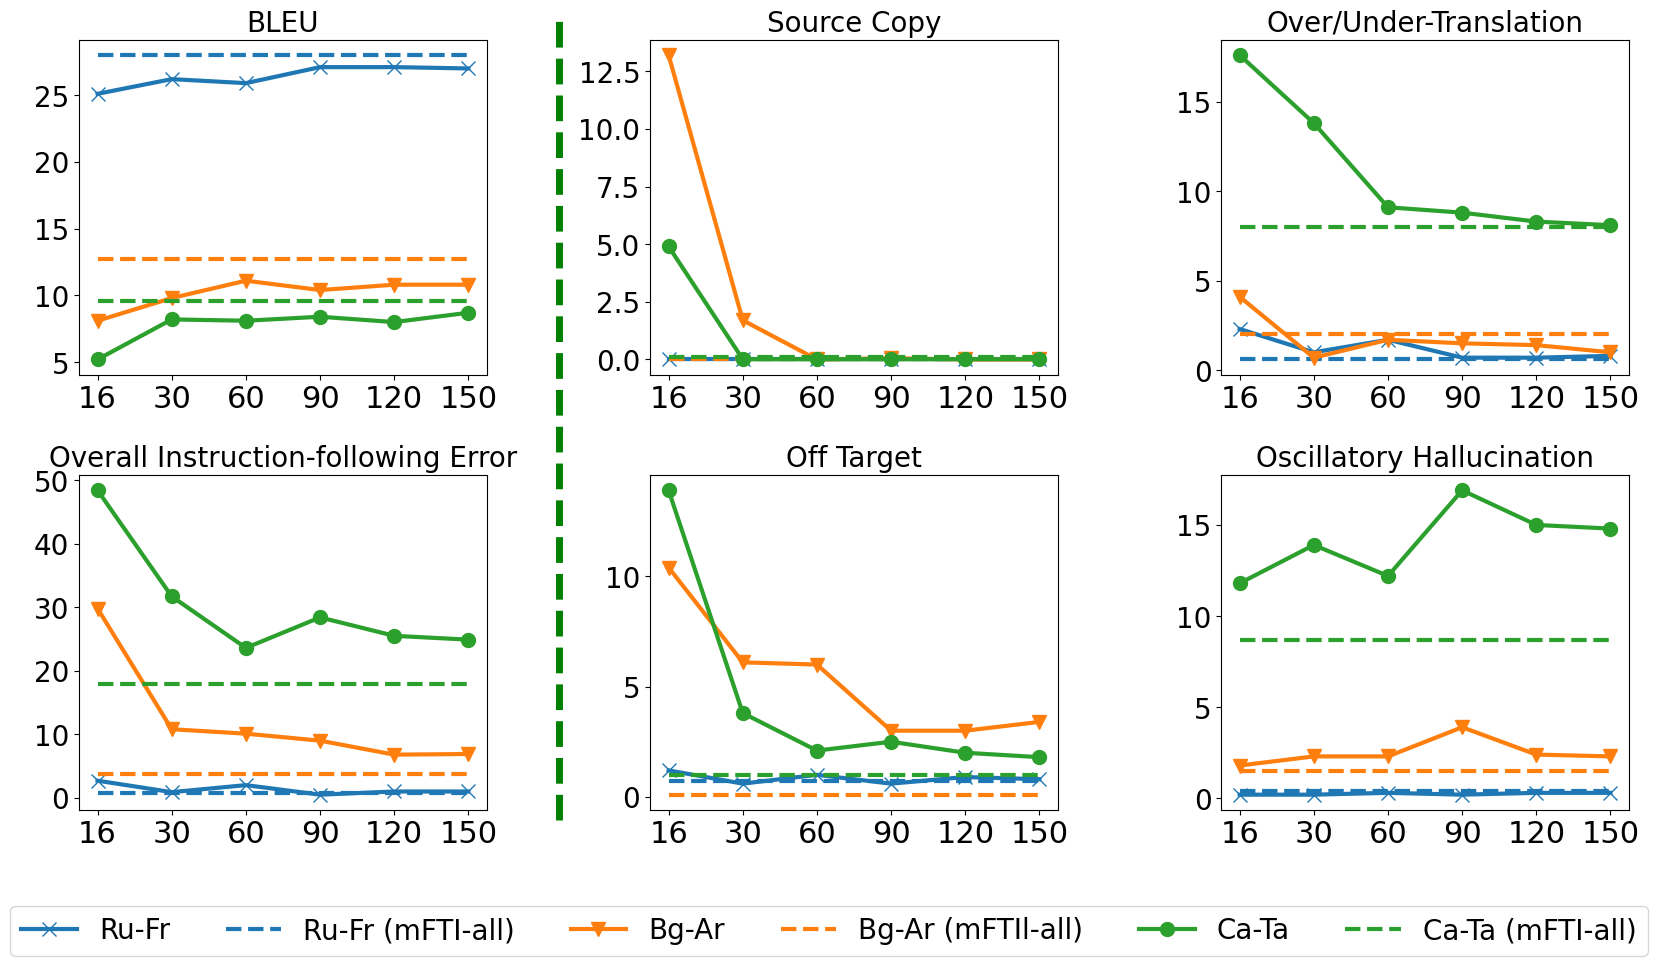 BLEU
25
20
15
10
5
16 30 60 90 120 150
Source Copy
12.5
10.0
7.5
5.0
2.5
0.0
16 30 60 90 120 150
Over/Under-Translation
15
10
5
0
16 30 60 90 120 150
Overall Instruction-following Error
50
40
30
20
10
0
16 30 60 90 120 150
Off Target
10
5
0
16 30 60 90 120 150
Oscillatory Hallucination
15
10
5
0
16 30 60 90 120 150
Ru-Fr Ru-Fr (mFTI-all) Bg-Ar Bg-Ar (mFTIl-all) Ca-Ta Ca-Ta (mFTI-all)